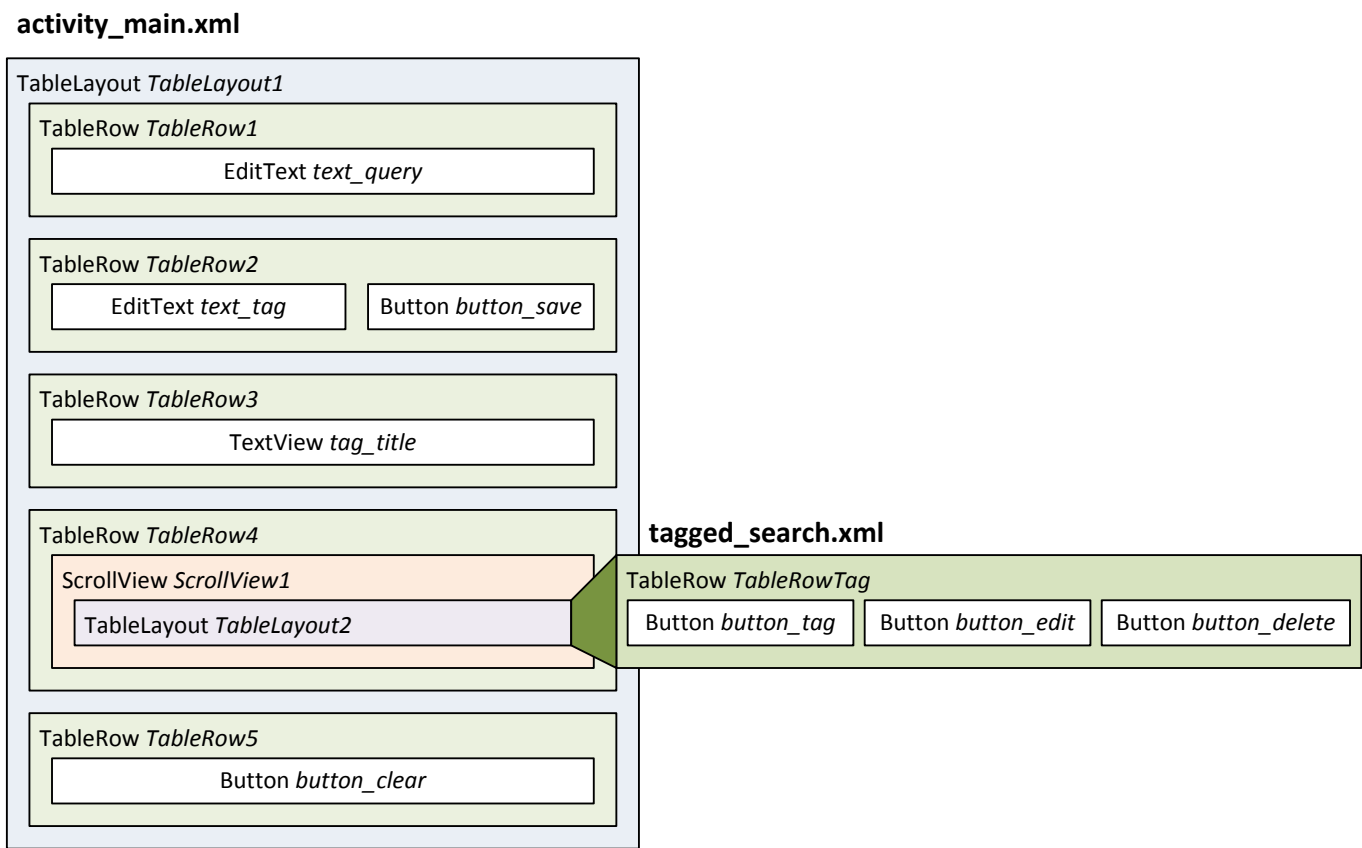 activity_main.xml
TableLayout TableLayout1
TableRow TableRow1
EditText text_query
TableRow TableRow2
EditText text_tag
Button button_save
TableRow TableRow3
TextView tag_title
TableRow TableRow4
ScrollView ScrollView1
TableLayout TableLayout2
tagged_search.xml
TableRow TableRowTag
Button button_tag
Button button_edit
Button button_delete
TableRow TableRow5
Button button_clear